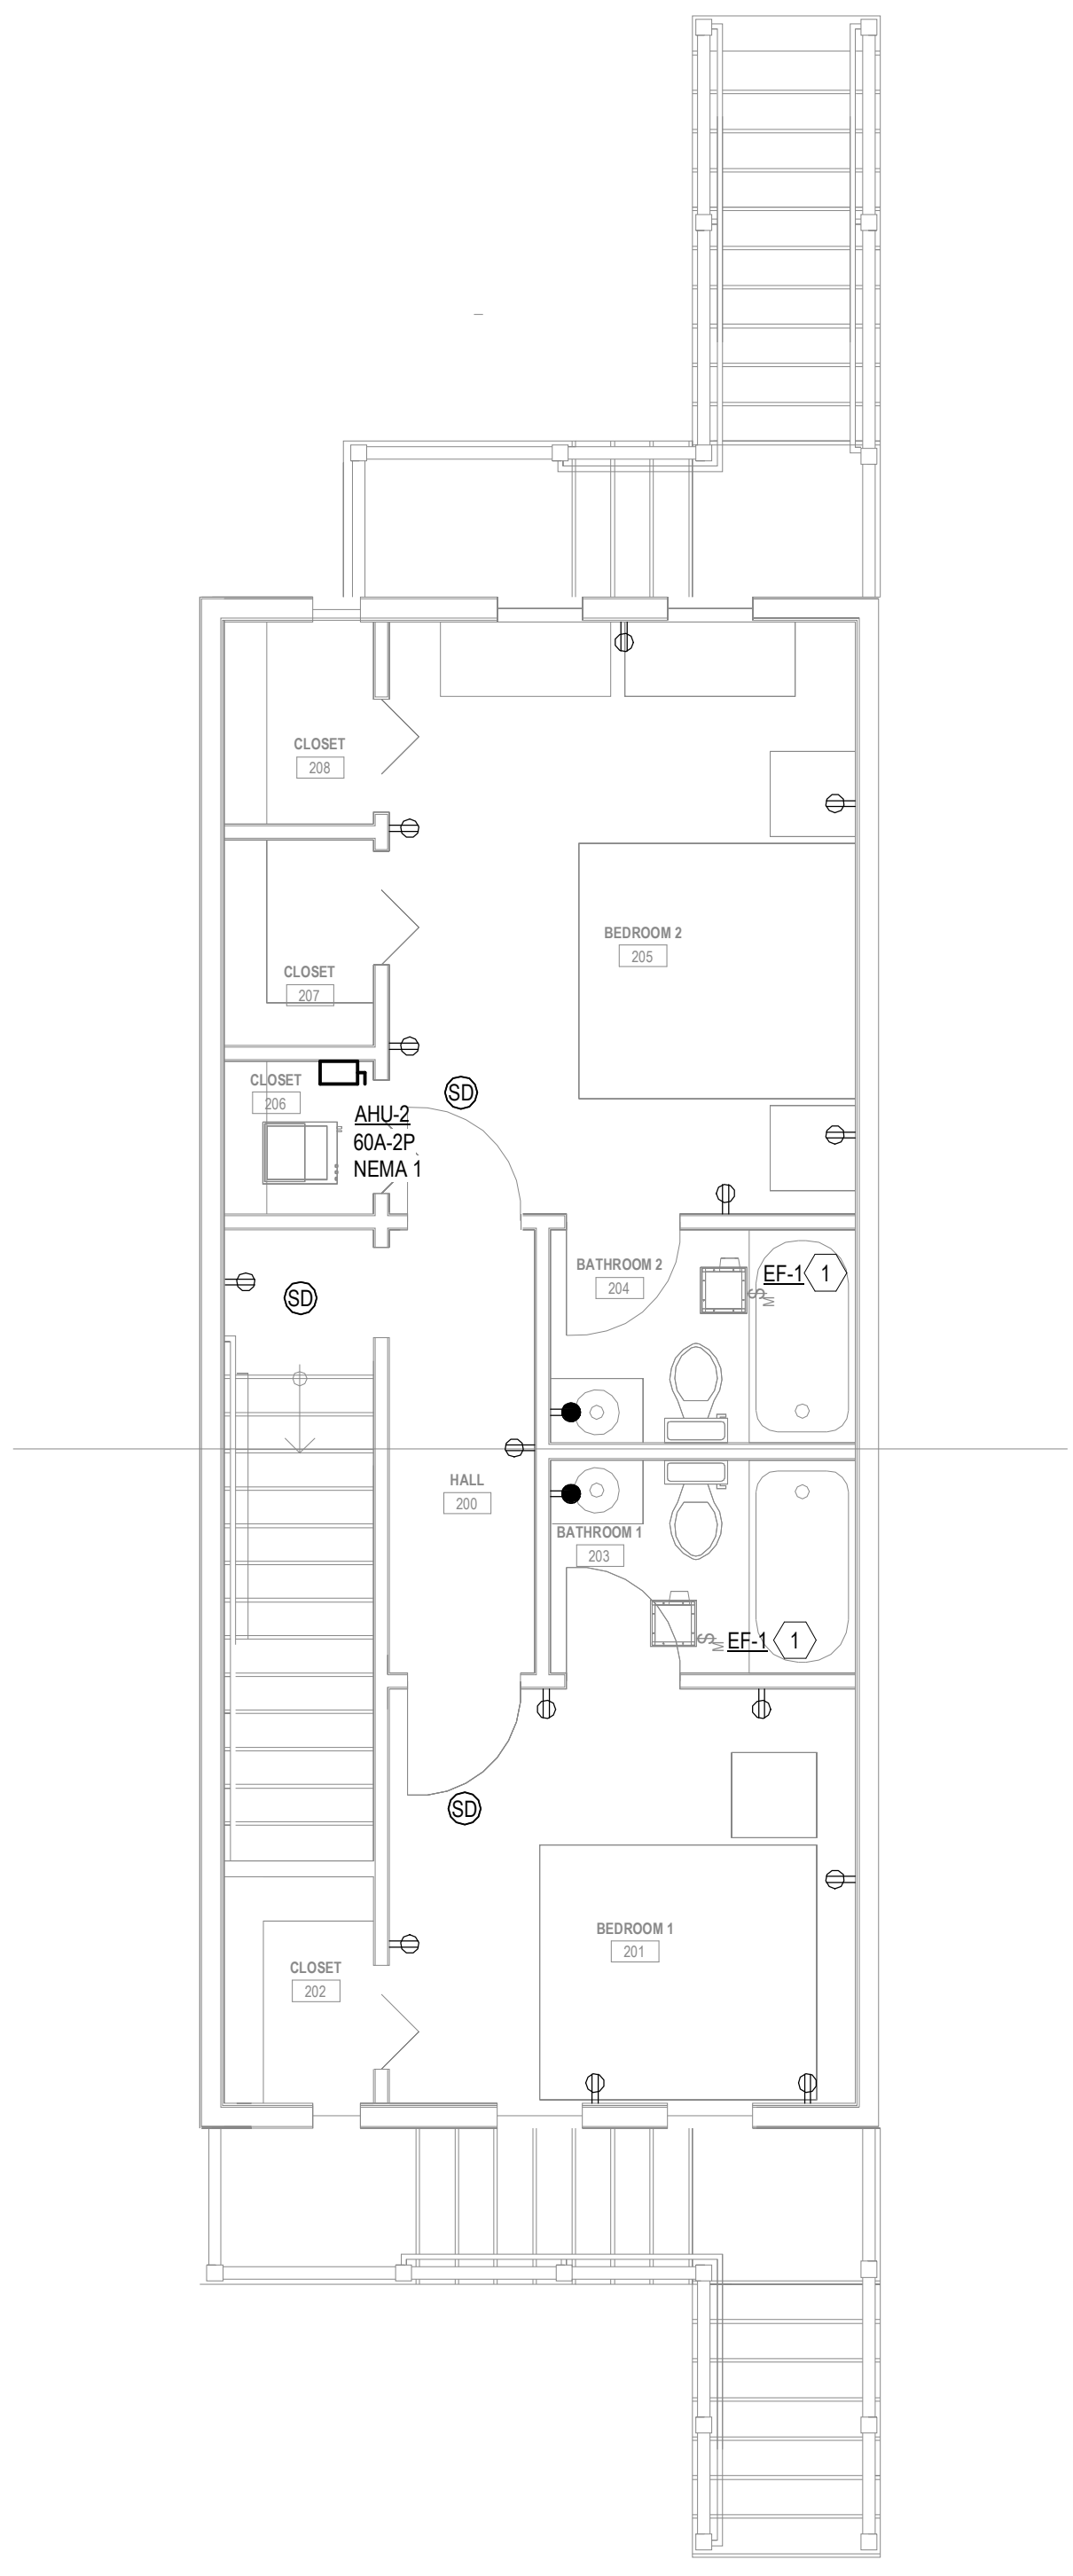 CLOSET
208
CLOSET
207
BEDROOM 2
205
CLOSET
206
SD
AHU-2
60A-2P
NEMA 1
SD
BATHROOM 2
204
EF-1 1
S
M
HALL
200
BATHROOM 1
203
EF-1 1
S
M
SD
BEDROOM 1
201
CLOSET
202